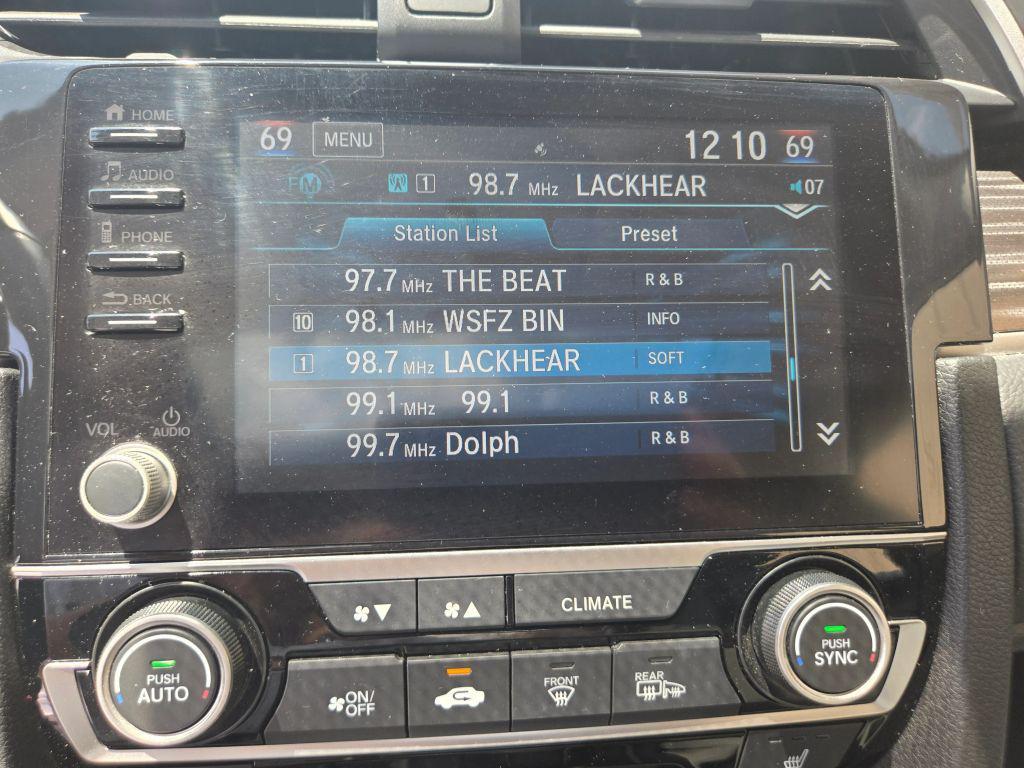 HOME
69 MENU 12 10 69
AUDIO
FM 1 98.7 MHz LACKHEAR 07
PHONE
Station List Preset
97.7 MHz THE BEAT R & B
BACK
10 98.1 MHz WSFZ BIN INFO
1 98.7 MHz LACKHEAR SOFT
99.1 MHz 99.1 R & B
99.7 MHz Dolph R & B
VOL AUDIO
CLIMATE
PUSH AUTO
PUSH SYNC
ON/OFF
FRONT
REAR